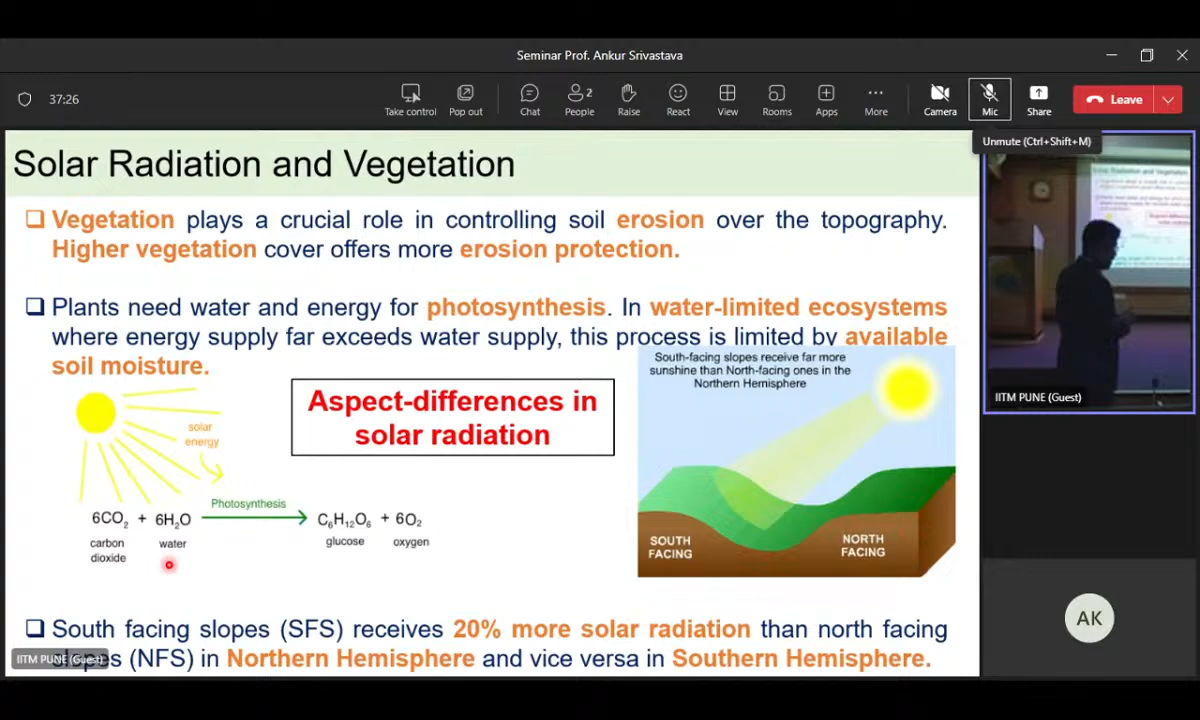 Seminar Prof. Ankur Srivastava
37:26
Take control
Pop out
Chat
2
People
Raise
React
View
Rooms
Apps
More
Camera
Mic
Share
Leave
Unmute (Ctrl+Shift+M)
Solar Radiation and Vegetation
Vegetation plays a crucial role in controlling soil erosion over the topography.
Higher vegetation cover offers more erosion protection.
Plants need water and energy for photosynthesis. In water-limited ecosystems
where energy supply far exceeds water supply, this process is limited by available
soil moisture.
solar
energy
Photosynthesis
6CO₂ + 6H₂O
C₆H₁₂O₆ + 6O₂
carbon
dioxide
water
glucose
oxygen
Aspect-differences in
solar radiation
South-facing slopes receive far more
sunshine than North-facing ones in the
Northern Hemisphere
SOUTH
FACING
NORTH
FACING
South facing slopes (SFS) receives 20% more solar radiation than north facing
slopes (NFS) in Northern Hemisphere and vice versa in Southern Hemisphere.
IITM PUNE (Guest)
Solar Radiation and Vegetation
IITM PUNE (Guest)
AK